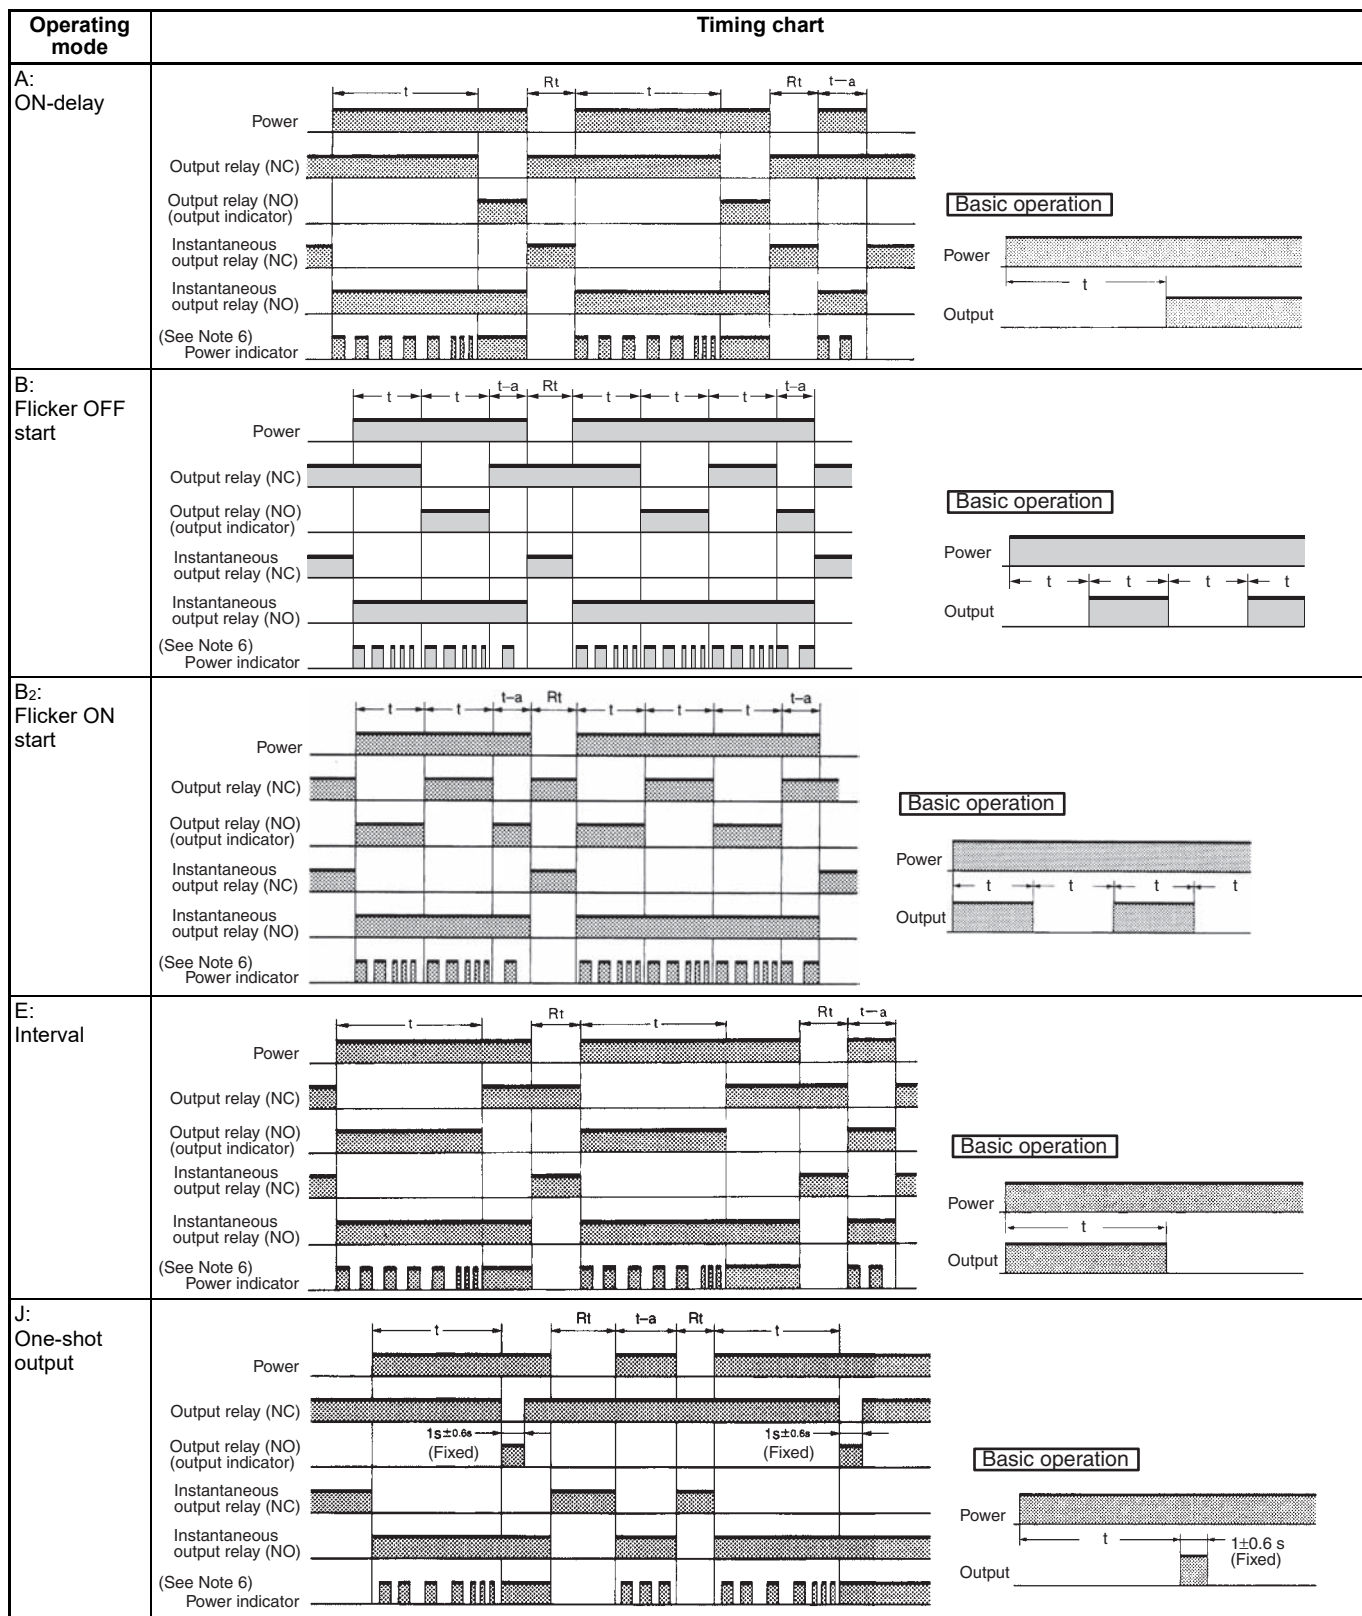 Operating
mode
Timing chart
A:
ON-delay
t
Rt
t
Rt
t—a
Power
Output relay (NC)
Output relay (NO)
(output indicator)
Instantaneous
output relay (NC)
Instantaneous
output relay (NO)
(See Note 6)
Power indicator
Basic operation
Power
t
Output
B:
Flicker OFF
start
t
t
t–a
Rt
t
t
t
t–a
Power
Output relay (NC)
Output relay (NO)
(output indicator)
Instantaneous
output relay (NC)
Instantaneous
output relay (NO)
(See Note 6)
Power indicator
Basic operation
Power
t
t
t
t
Output
B2:
Flicker ON
start
t
t
t–a
Rt
t
t
t
t–a
Power
Output relay (NC)
Output relay (NO)
(output indicator)
Instantaneous
output relay (NC)
Instantaneous
output relay (NO)
(See Note 6)
Power indicator
Basic operation
Power
t
t
t
t
Output
E:
Interval
t
Rt
t
Rt
t—a
Power
Output relay (NC)
Output relay (NO)
(output indicator)
Instantaneous
output relay (NC)
Instantaneous
output relay (NO)
(See Note 6)
Power indicator
Basic operation
Power
t
Output
J:
One-shot
output
t
Rt
t–a
Rt
t
Power
Output relay (NC)
1s±0.6s
(Fixed)
1s±0.6s
(Fixed)
Output relay (NO)
(output indicator)
Instantaneous
output relay (NC)
Instantaneous
output relay (NO)
(See Note 6)
Power indicator
Basic operation
Power
t
1±0.6 s
(Fixed)
Output